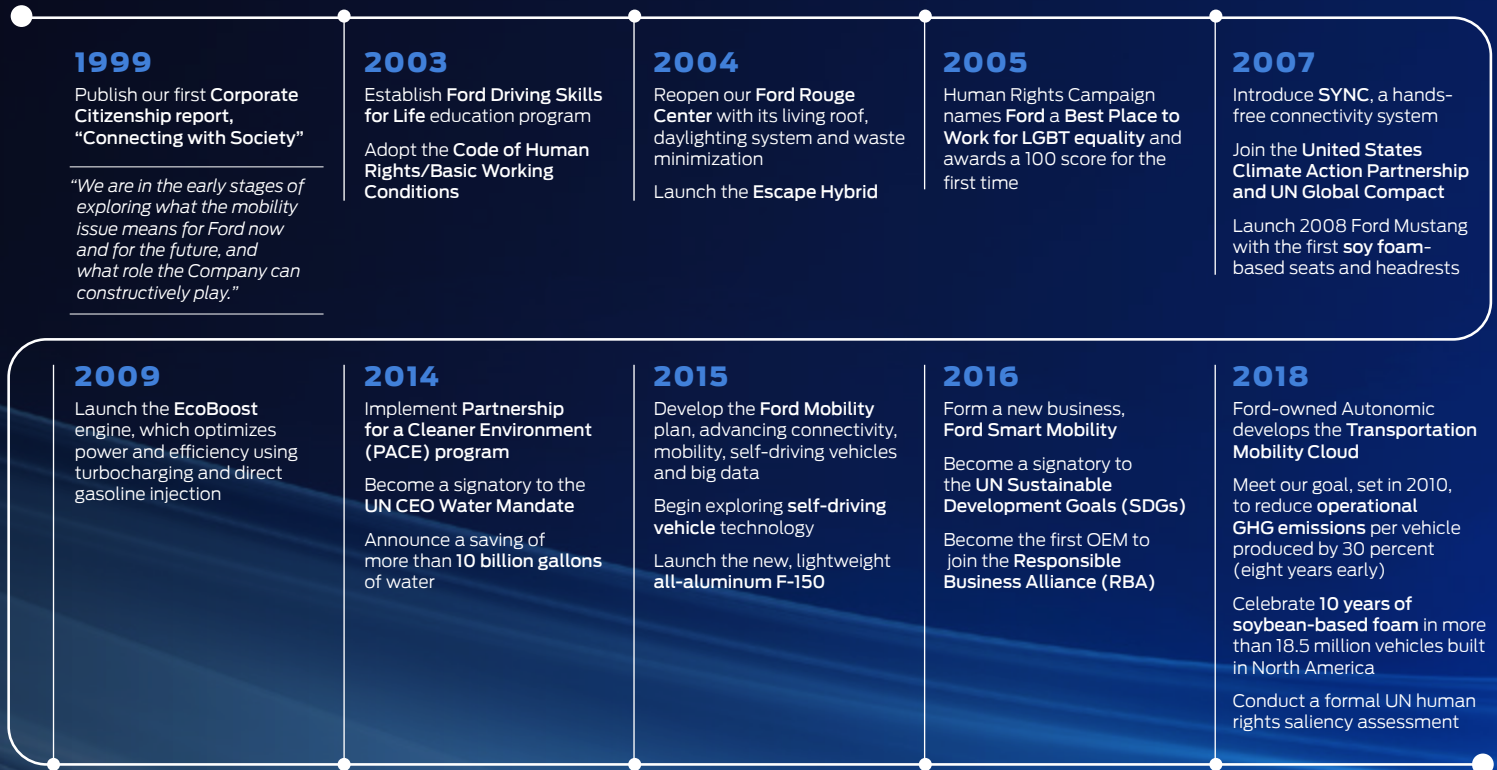 1999
Publish our first Corporate
Citizenship report,
“Connecting with Society”
“We are in the early stages of
exploring what the mobility
issue means for Ford now
and for the future, and
what role the Company can
constructively play.”
2003
Establish Ford Driving Skills
for Life education program
Adopt the Code of Human
Rights/Basic Working
Conditions
2004
Reopen our Ford Rouge
Center with its living roof,
daylighting system and waste
minimization
Launch the Escape Hybrid
2005
Human Rights Campaign
names Ford a Best Place to
Work for LGBT equality and
awards a 100 score for the
first time
2007
Introduce SYNC, a hands-
free connectivity system
Join the United States
Climate Action Partnership
and UN Global Compact
Launch 2008 Ford Mustang
with the first soy foam-
based seats and headrests
2009
Launch the EcoBoost
engine, which optimizes
power and efficiency using
turbocharging and direct
gasoline injection
2014
Implement Partnership
for a Cleaner Environment
(PACE) program
Become a signatory to the
UN CEO Water Mandate
Announce a saving of
more than 10 billion gallons
of water
2015
Develop the Ford Mobility
plan, advancing connectivity,
mobility, self-driving vehicles
and big data
Begin exploring self-driving
vehicle technology
Launch the new, lightweight
all-aluminum F-150
2016
Form a new business,
Ford Smart Mobility
Become a signatory to
the UN Sustainable
Development Goals (SDGs)
Become the first OEM to
join the Responsible
Business Alliance (RBA)
2018
Ford-owned Autonomic
develops the Transportation
Mobility Cloud
Meet our goal, set in 2010,
to reduce operational
GHG emissions per vehicle
produced by 30 percent
(eight years early)
Celebrate 10 years of
soybean-based foam in more
than 18.5 million vehicles built
in North America
Conduct a formal UN human
rights saliency assessment